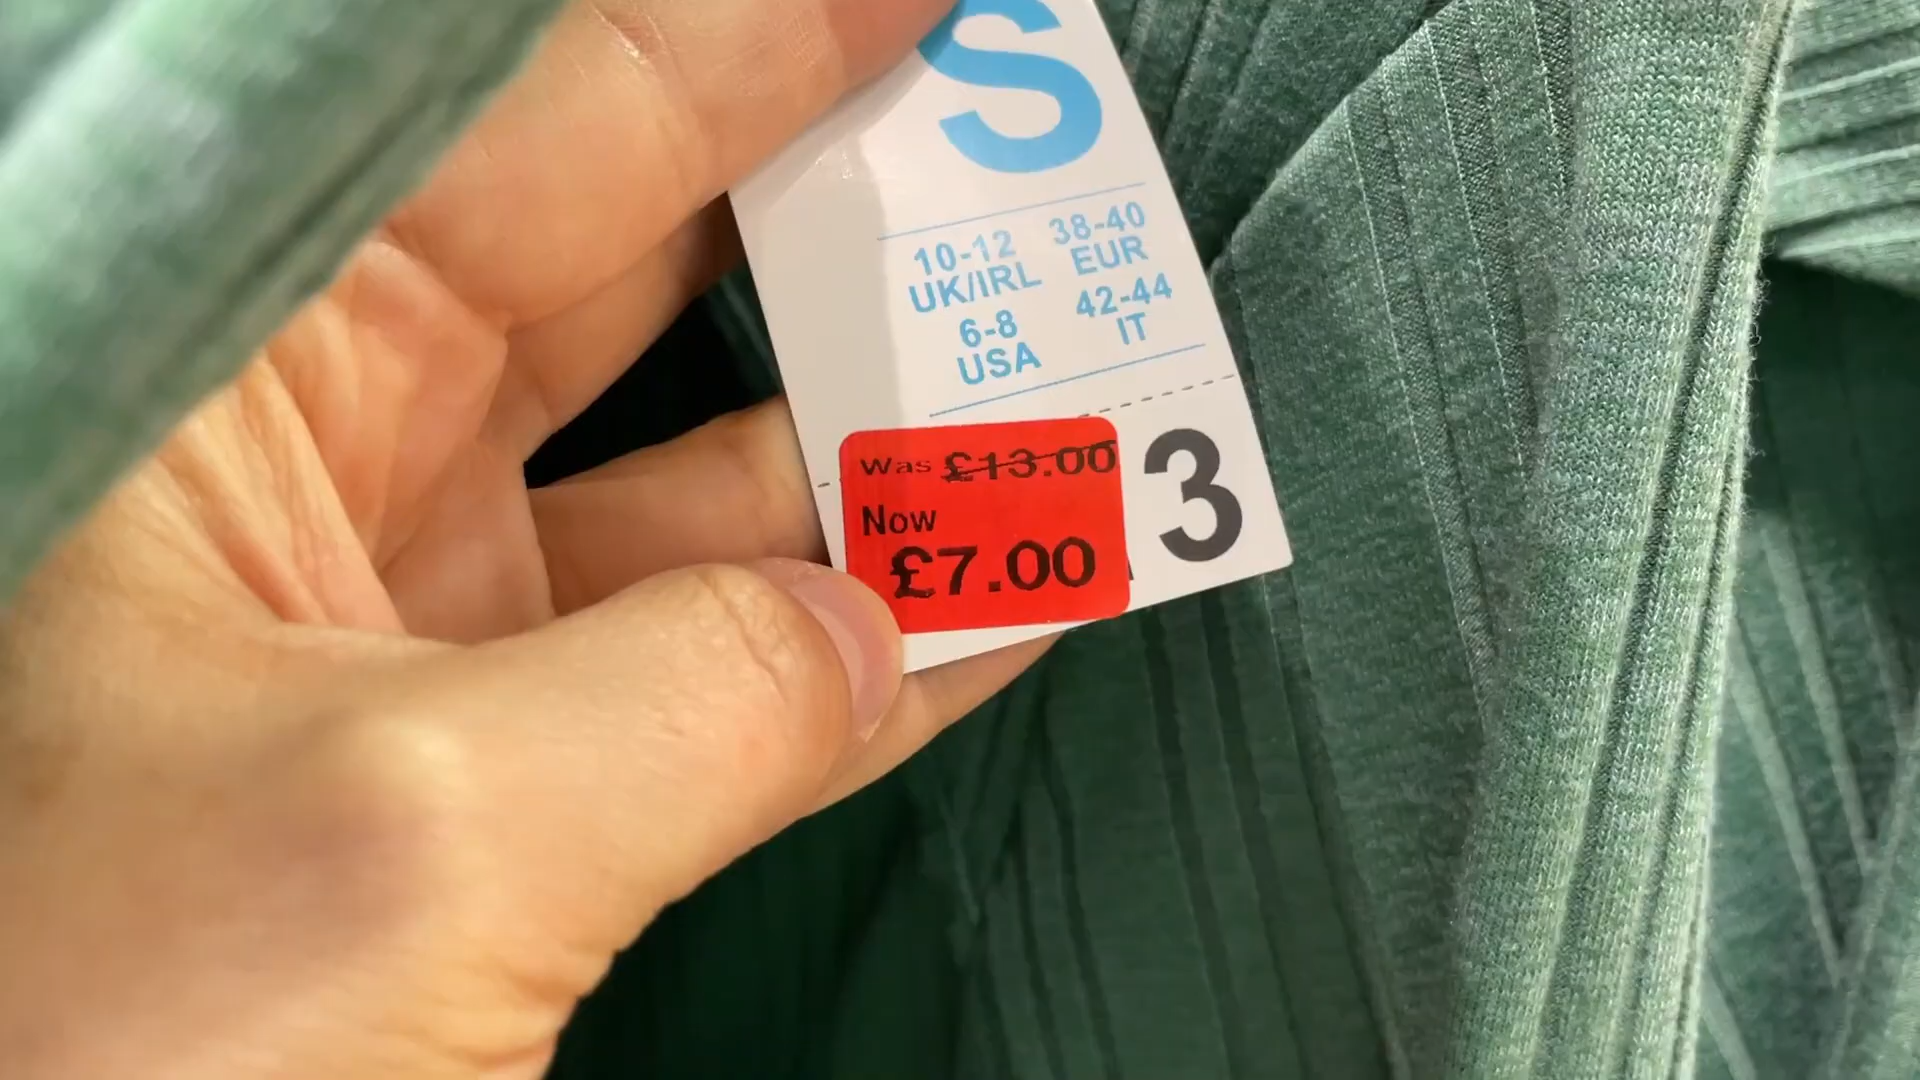 S
10-12
UK/IRL
38-40
EUR
6-8
USA
42-44
IT
Was £13.00
Now
£7.00
3